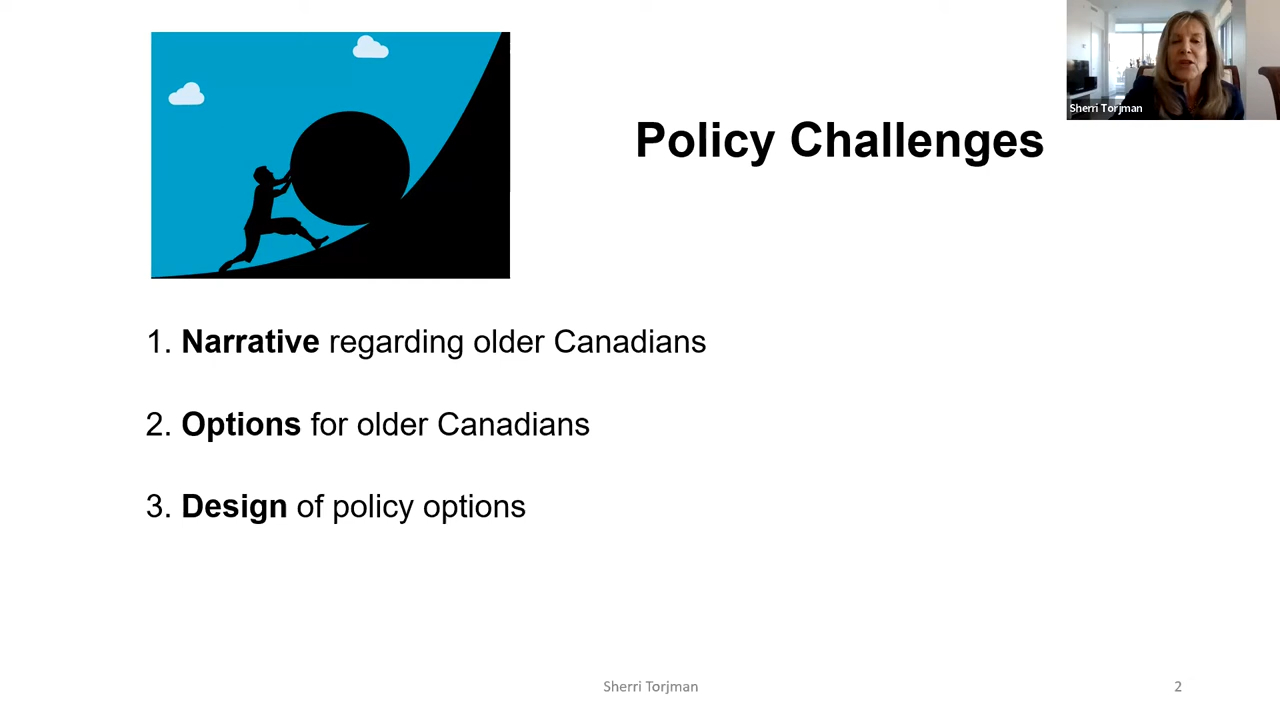 Sherri Torjman
Policy Challenges
1. Narrative regarding older Canadians
2. Options for older Canadians
3. Design of policy options
Sherri Torjman
2